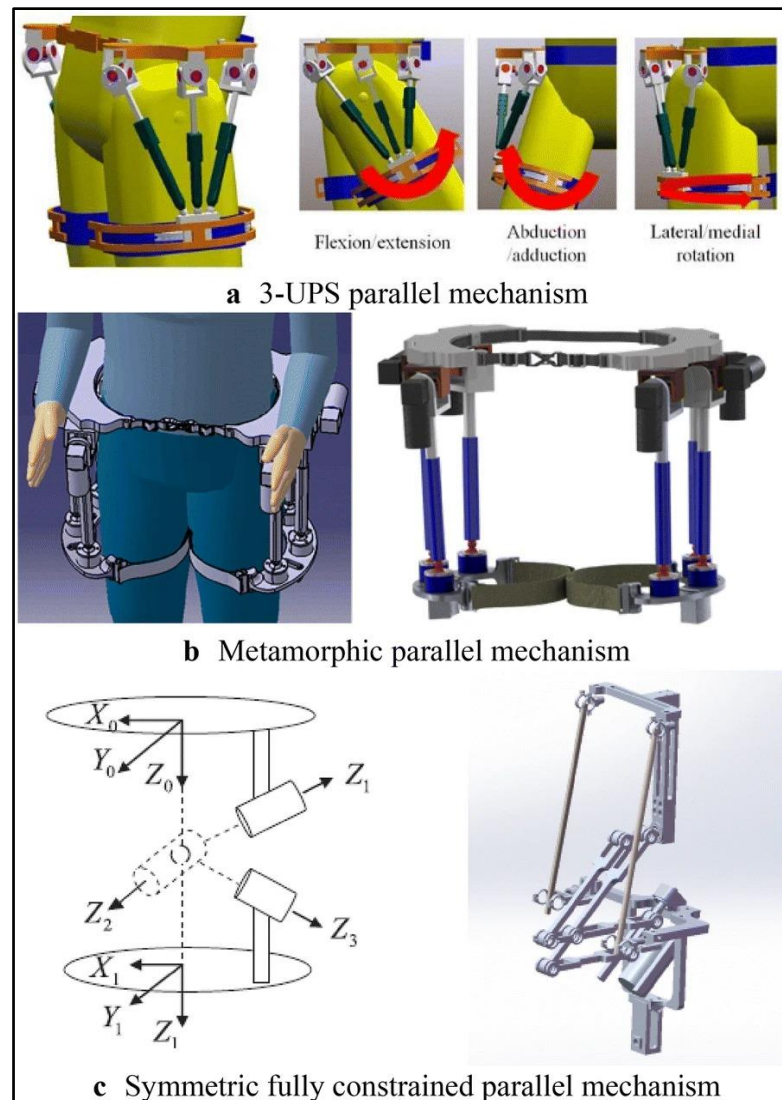 Flexion/extension
Abduction
/adduction
Lateral/medial
rotation
a 3-UPS parallel mechanism
b Metamorphic parallel mechanism
X₀
Y₀
Z₀
Z₁
Z₂
Z₃
X₁
Y₁
Z₁
c Symmetric fully constrained parallel mechanism